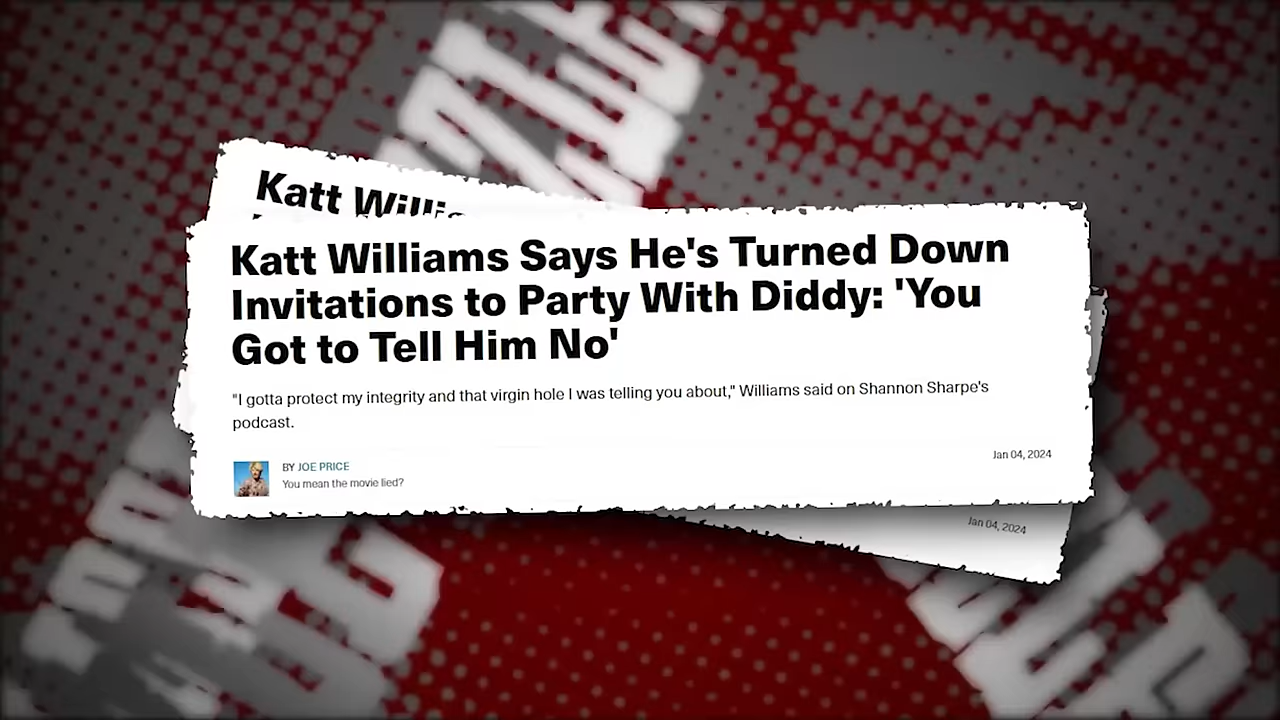 Katt Willis
Katt Williams Says He's Turned Down
Invitations to Party With Diddy: 'You
Got to Tell Him No'
"I gotta protect my integrity and that virgin hole I was telling you about," Williams said on Shannon Sharpe's
podcast.
Jan 04, 2024
BY JOE PRICE
You mean the movie lied?
Jan 04, 2024